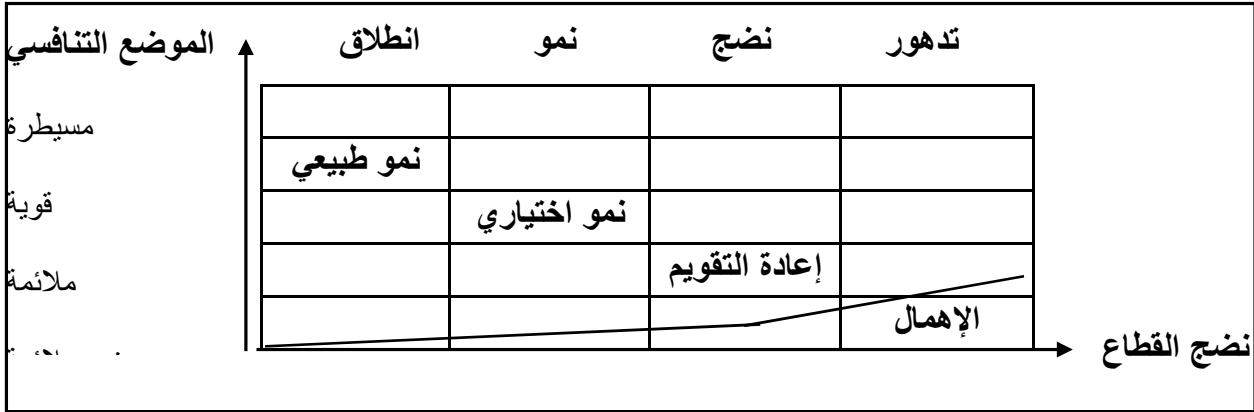 الموضع التنافسي انطلاق نمو نضج تدهور
مسيطرة
نمو طبيعي
قوية
نمو اختياري
ملائمة
إعادة التقويم
الإهمال
نضج القطاع